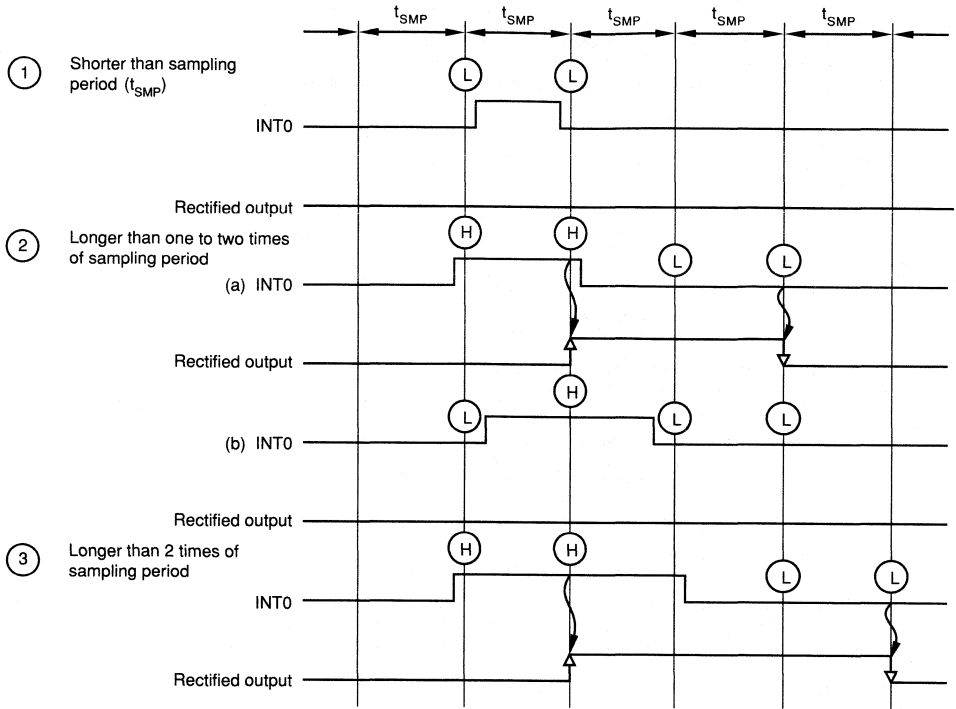 tSMP tSMP tSMP tSMP tSMP
1 Shorter than sampling
period (tSMP)
L L
INT0
Rectified output
2 Longer than one to two times
of sampling period
H H L L
(a) INT0
Rectified output
H
L L L
(b) INT0
Rectified output
3 Longer than 2 times of
sampling period
H H L L
INT0
Rectified output